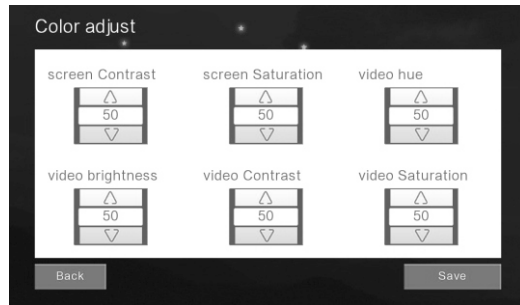 Color adjust
screen Contrast screen Saturation video hue
50 50 50
video brightness video Contrast video Saturation
50 50 50
Back Save